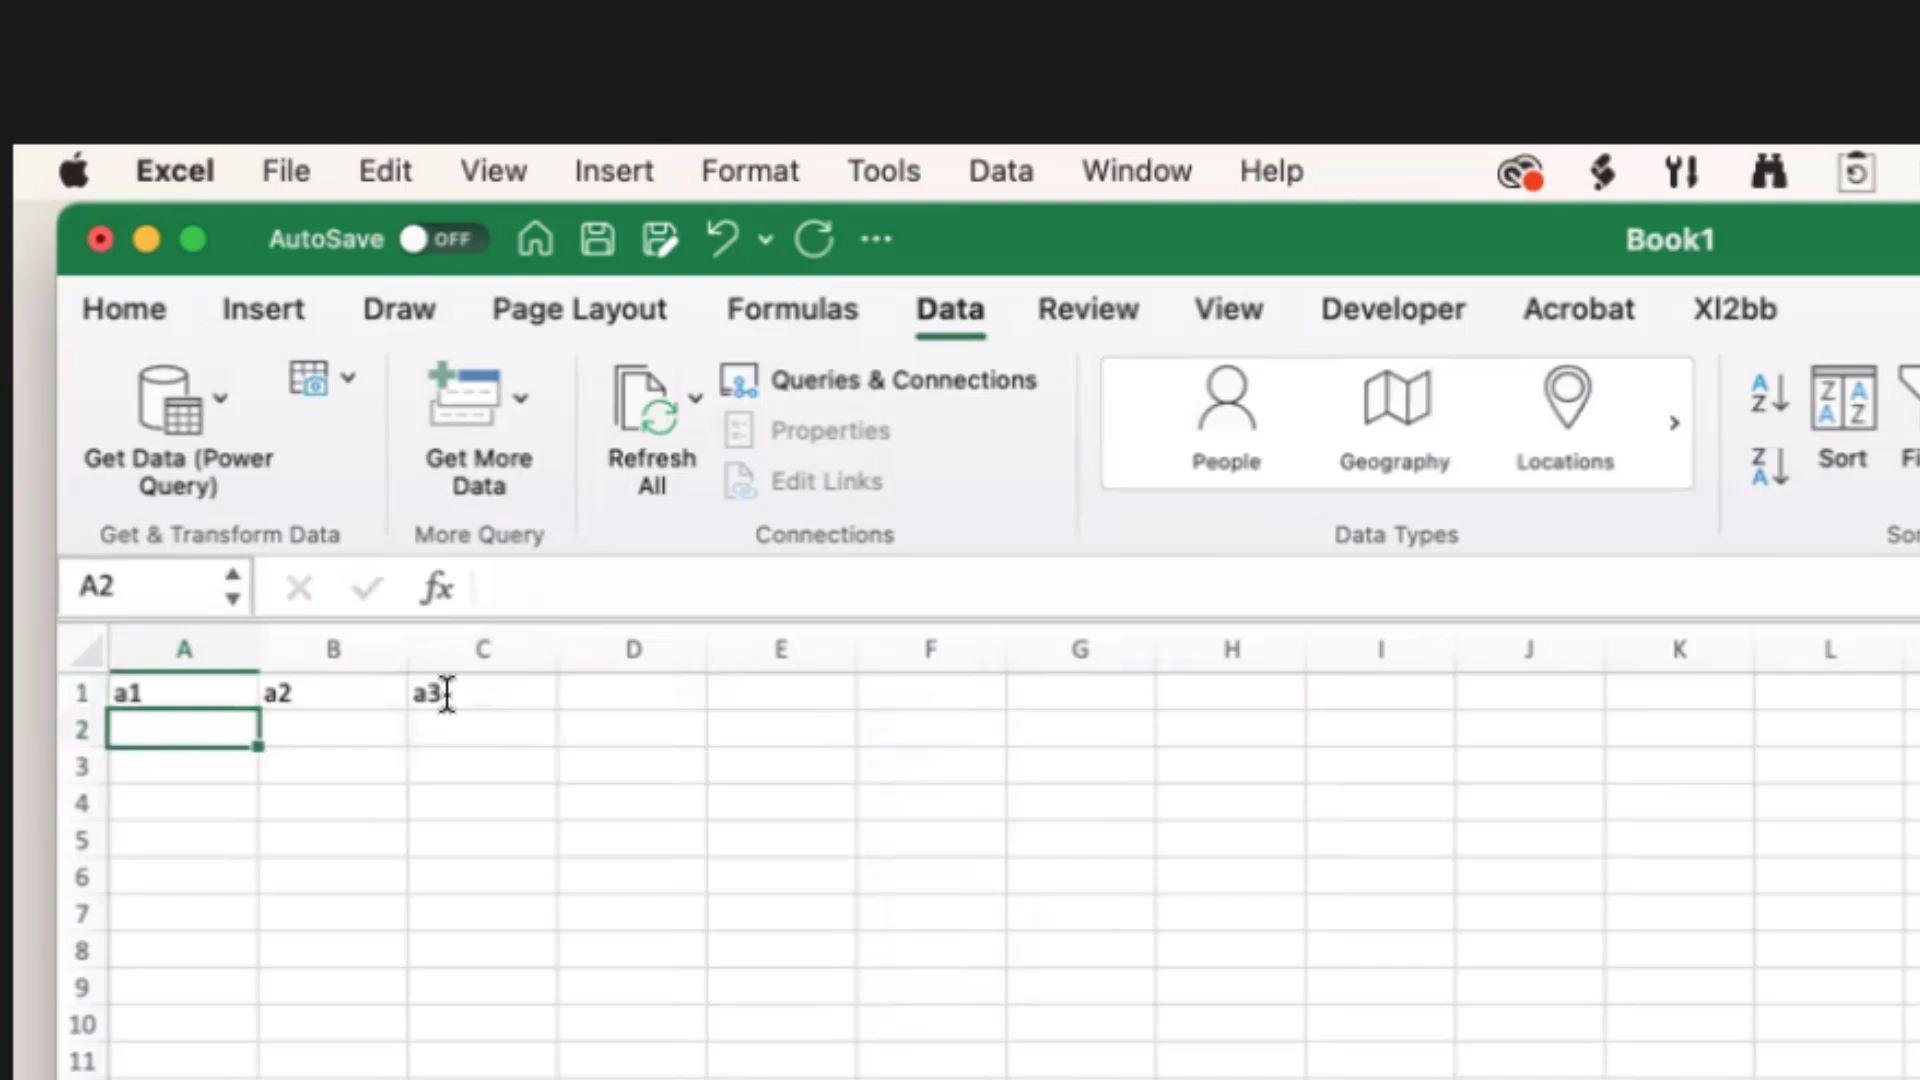 Excel File Edit View Insert Format Tools Data Window Help
AutoSave OFF Book1
Home Insert Draw Page Layout Formulas Data Review View Developer Acrobat Xl2bb
Get Data (Power
Query)
Get & Transform Data
Get More
Data
More Query
Refresh
All
Queries & Connections
Properties
Edit Links
Connections
People Geography Locations
Data Types
Sort
A2 fx
A B C D E F G H I J K L
1 a1 a2 a3
2
3
4
5
6
7
8
9
10
11